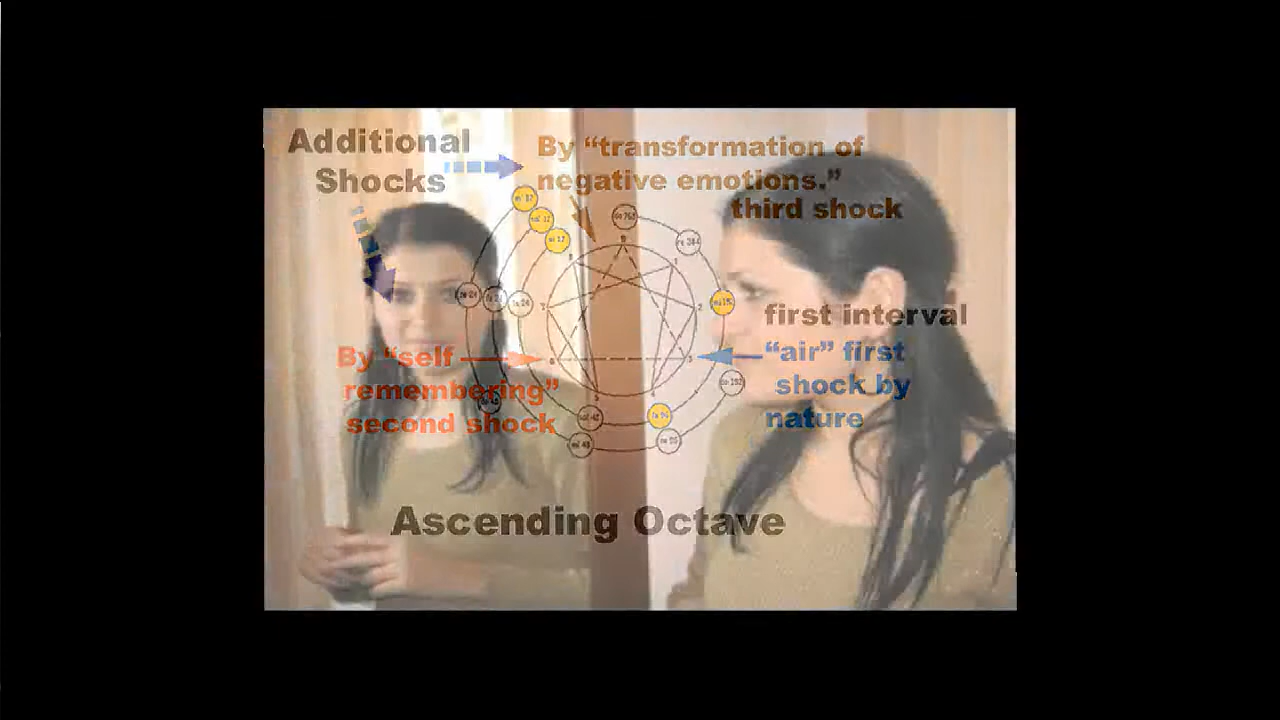 Additional
Shocks
By “transformation of
negative emotions.”
third shock
first interval
“air” first
shock by
nature
By “self
remembering”
second shock
Ascending Octave